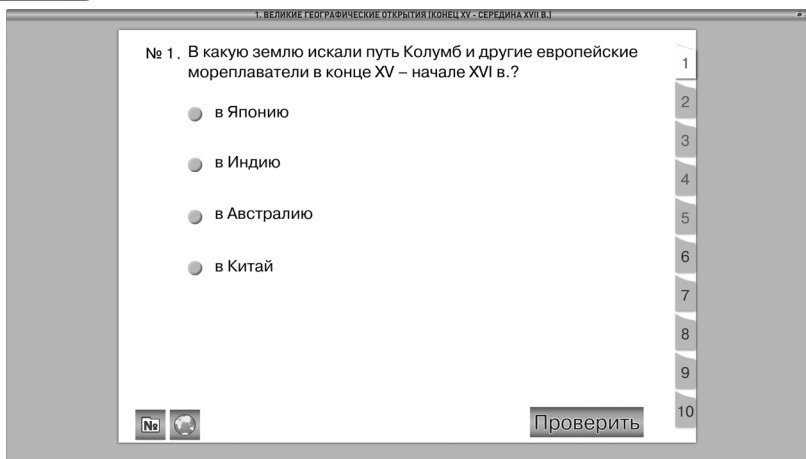 1. ВЕЛИКИЕ ГЕОГРАФИЧЕСКИЕ ОТКРЫТИЯ (КОНЕЦ XV - СЕРЕДИНА XVII В.)
№ 1. В какую землю искали путь Колумб и другие европейские
мореплаватели в конце XV – начале XVI в.?
в Японию
в Индию
в Австралию
в Китай
1
2
3
4
5
6
7
8
9
10
№
Проверить